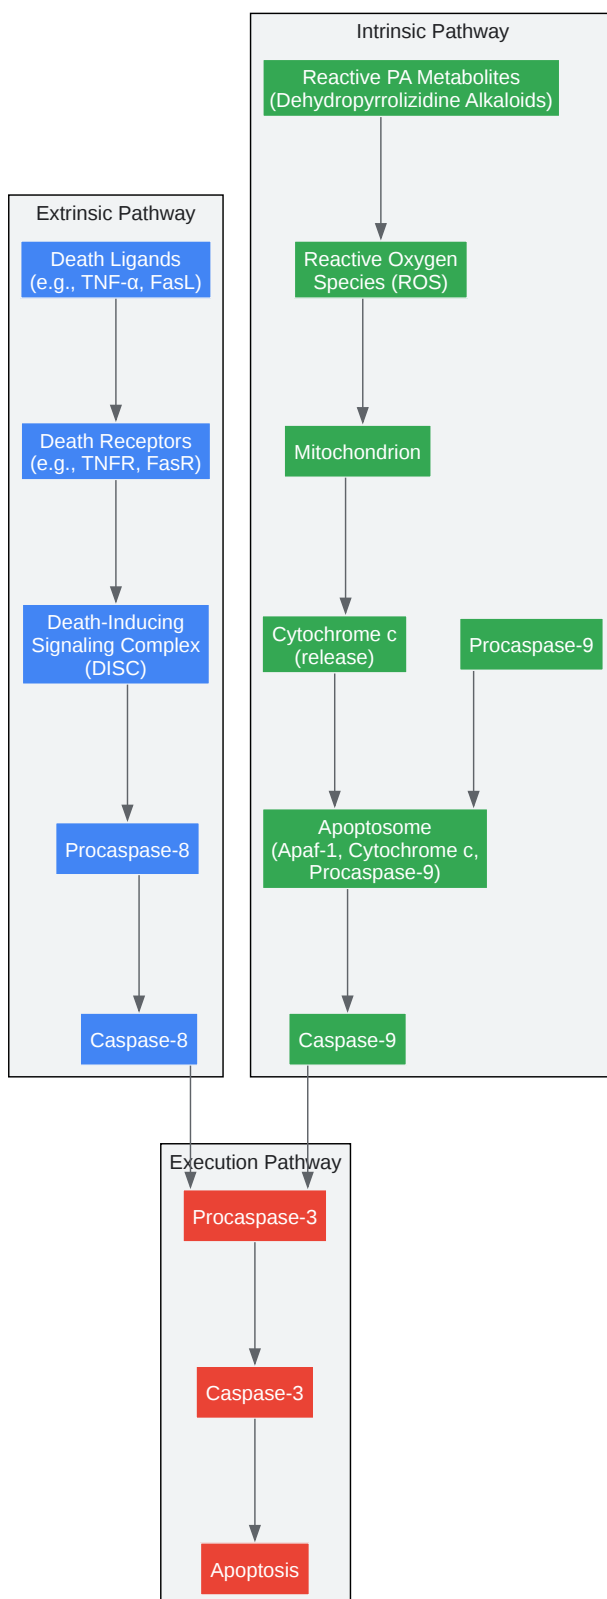 Intrinsic Pathway
Reactive PA Metabolites
(Dehydropyrrolizidine Alkaloids)
Extrinsic Pathway
Death Ligands
(e.g., TNF-α, FasL)
Reactive Oxygen
Species (ROS)
Death Receptors
(e.g., TNFR, FasR)
Mitochondrion
Death-Inducing
Signaling Complex
(DISC)
Cytochrome c
(release)
Procaspase-9
Procaspase-8
Apoptosome
(Apaf-1, Cytochrome c,
Procaspase-9)
Caspase-8
Caspase-9
Execution Pathway
Procaspase-3
Caspase-3
Apoptosis